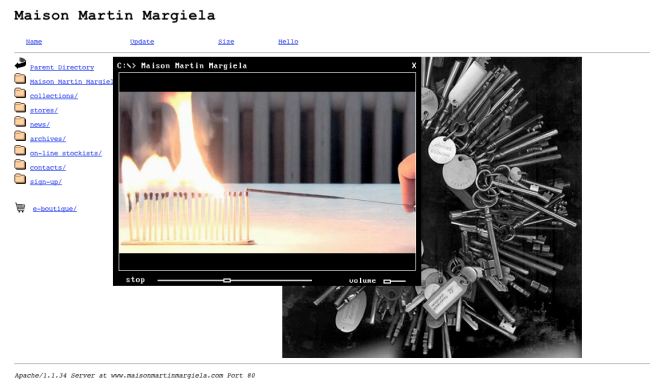 Maison Martin Margiela
Name Update Size Hello
Parent Directory
Maison Martin Margiel
collections/
stores/
news/
archives/
on-line stockists/
contacts/
sign-up/
e-boutique/
C:\> Maison Martin Margiela X
stop volume
Apache/1.1.34 Server at www.maisonmartinmargiela.com Port 80